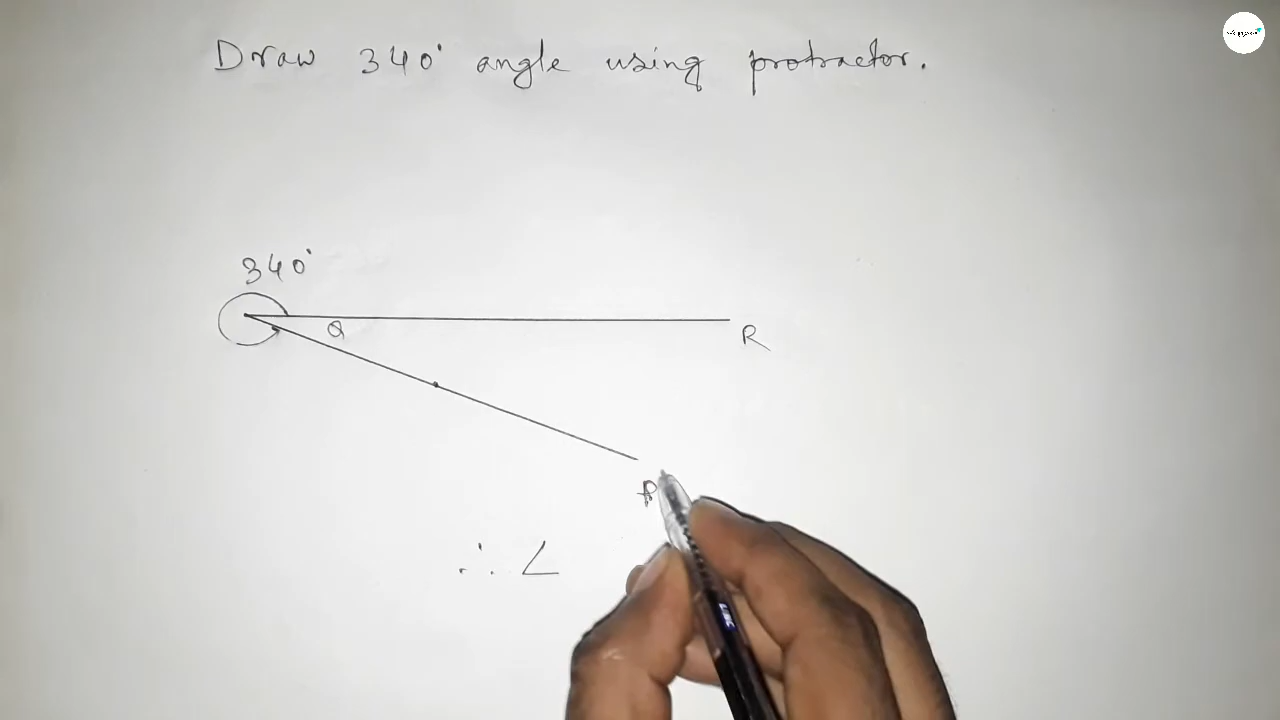 Draw 340° angle using protractor.
340°
Q
R
P
∴ ∠